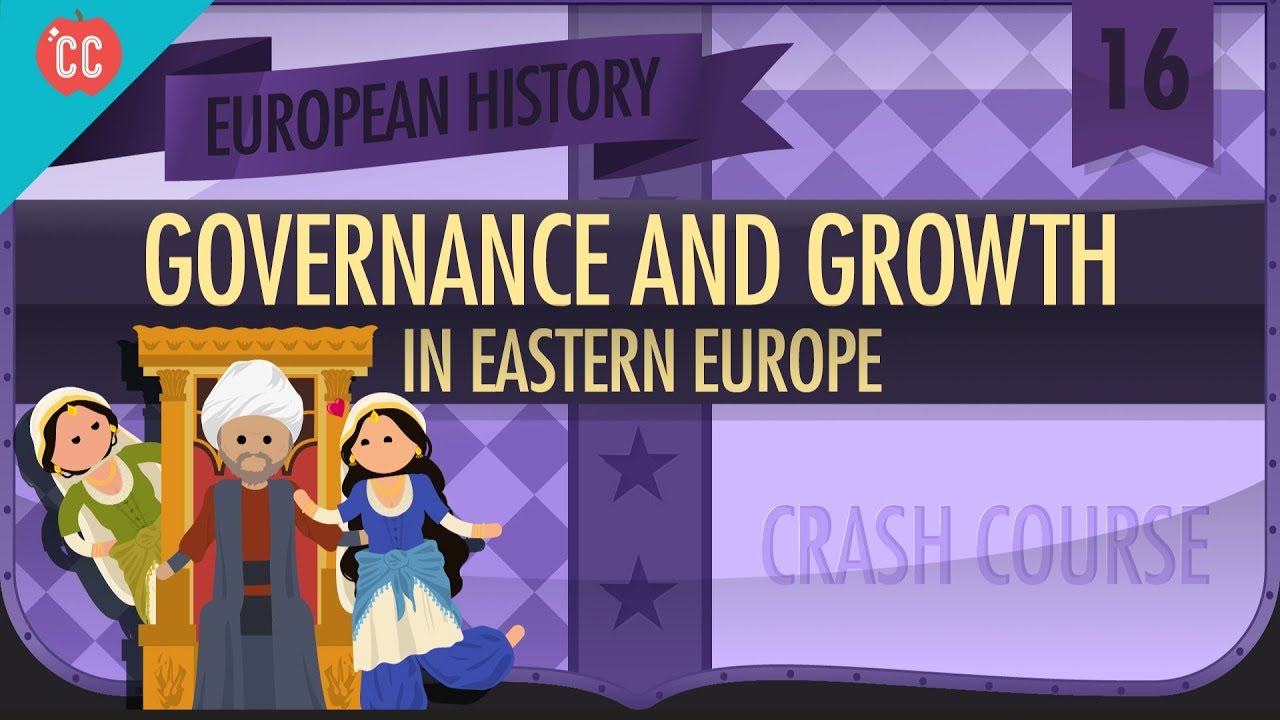 CC
EUROPEAN HISTORY
16
GOVERNANCE AND GROWTH
IN EASTERN EUROPE
CRASH COURSE